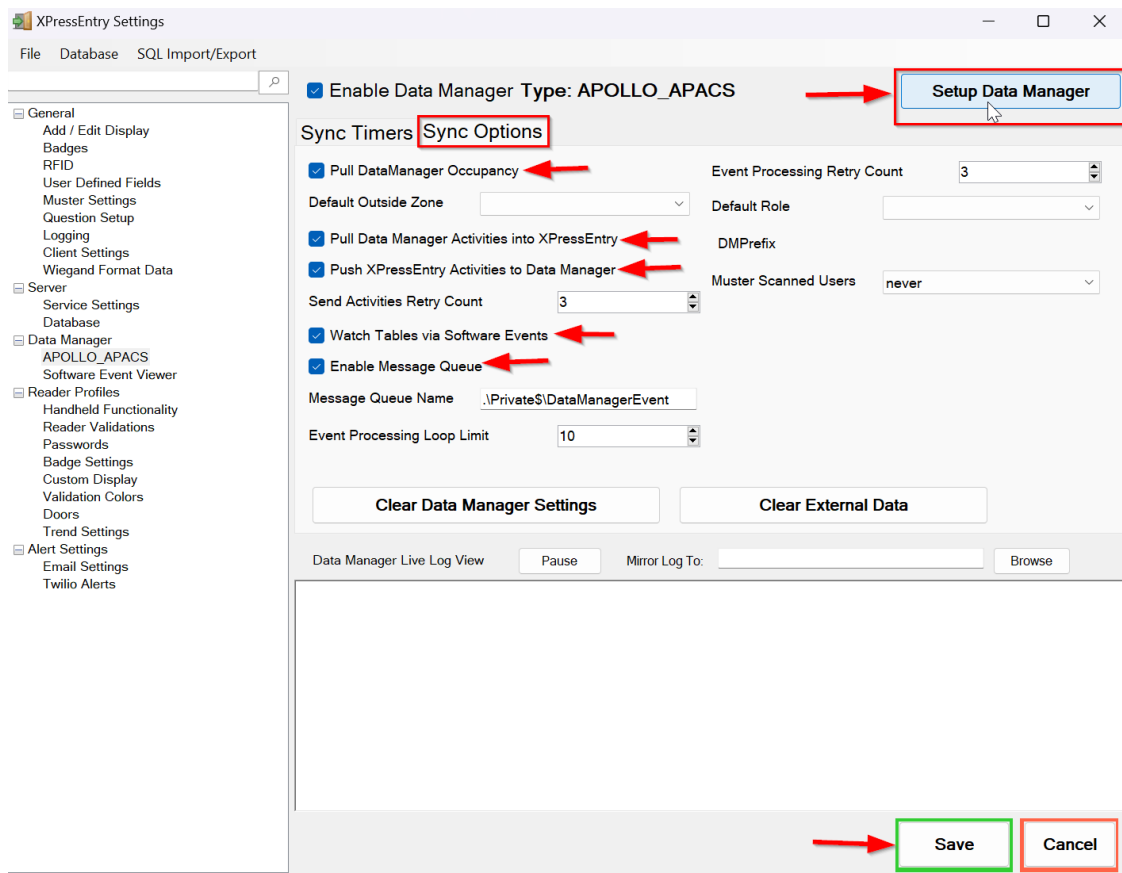 XPressEntry Settings
File Database SQL Import/Export
General
Add / Edit Display
Badges
RFID
User Defined Fields
Muster Settings
Question Setup
Logging
Client Settings
Wiegand Format Data
Server
Service Settings
Database
Data Manager
APOLLO_APACS
Software Event Viewer
Reader Profiles
Handheld Functionality
Reader Validations
Passwords
Badge Settings
Custom Display
Validation Colors
Doors
Trend Settings
Alert Settings
Email Settings
Twilio Alerts
Enable Data Manager Type: APOLLO_APACS
Setup Data Manager
Sync Timers Sync Options
Pull DataManager Occupancy
Default Outside Zone
Pull Data Manager Activities into XPressEntry
Push XPressEntry Activities to Data Manager
Send Activities Retry Count 3
Watch Tables via Software Events
Enable Message Queue
Message Queue Name .\Private$\DataManagerEvent
Event Processing Loop Limit 10
Event Processing Retry Count 3
Default Role
DMPrefix
Muster Scanned Users never
Clear Data Manager Settings Clear External Data
Data Manager Live Log View Pause Mirror Log To: Browse
Save Cancel